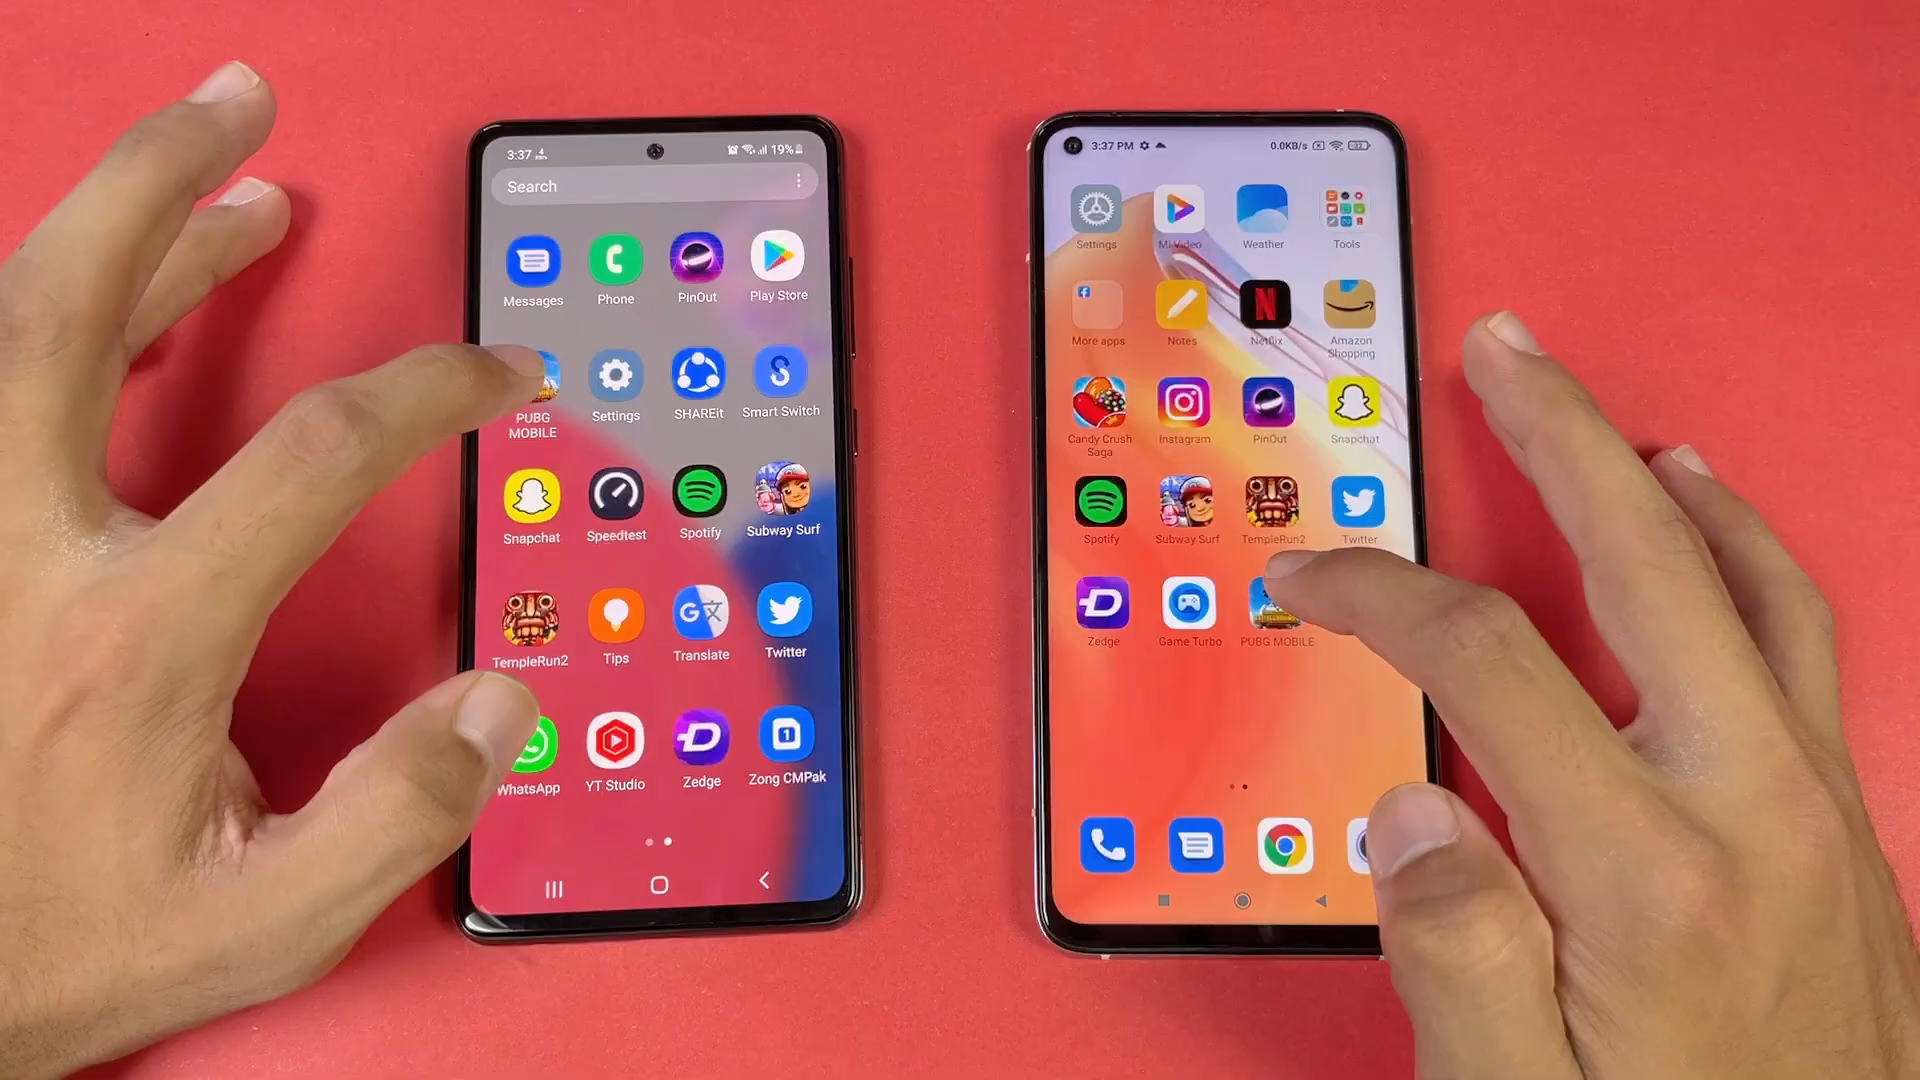 3:37
19%
Search
Messages
Phone
PinOut
Play Store
PUBG
MOBILE
Settings
SHAREit
Smart Switch
Snapchat
Speedtest
Spotify
Subway Surf
TempleRun2
Tips
Translate
Twitter
WhatsApp
YT Studio
Zedge
Zong CMPak
3:37 PM
0.0KB/s
32
Settings
Mi Video
Weather
Tools
More apps
Notes
Netflix
Amazon
Shopping
Candy Crush
Saga
Instagram
PinOut
Snapchat
Spotify
Subway Surf
TempleRun2
Twitter
Zedge
Game Turbo
PUBG MOBILE